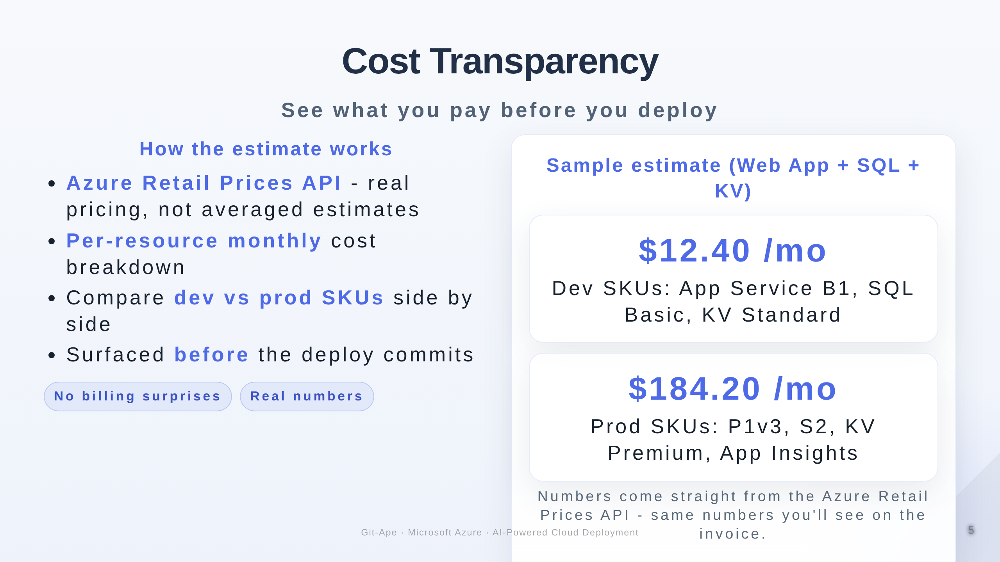 Cost Transparency
See what you pay before you deploy
How the estimate works
• Azure Retail Prices API - real
pricing, not averaged estimates
• Per-resource monthly cost
breakdown
• Compare dev vs prod SKUs side by
side
• Surfaced before the deploy commits
No billing surprises
Real numbers
Sample estimate (Web App + SQL +
KV)
$12.40 /mo
Dev SKUs: App Service B1, SQL
Basic, KV Standard
$184.20 /mo
Prod SKUs: P1v3, S2, KV
Premium, App Insights
Numbers come straight from the Azure Retail
Prices API - same numbers you'll see on the
invoice.
Git-Ape · Microsoft Azure · AI-Powered Cloud Deployment
5